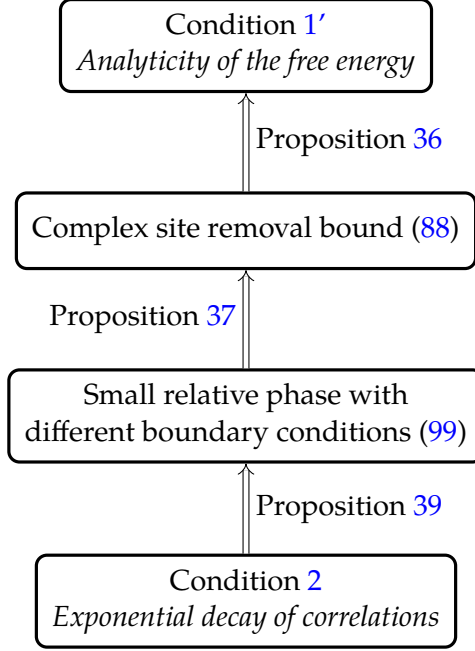 Condition 1′
Analyticity of the free energy
Proposition 36
Complex site removal bound (88)
Proposition 37
Small relative phase with
different boundary conditions (99)
Proposition 39
Condition 2
Exponential decay of correlations